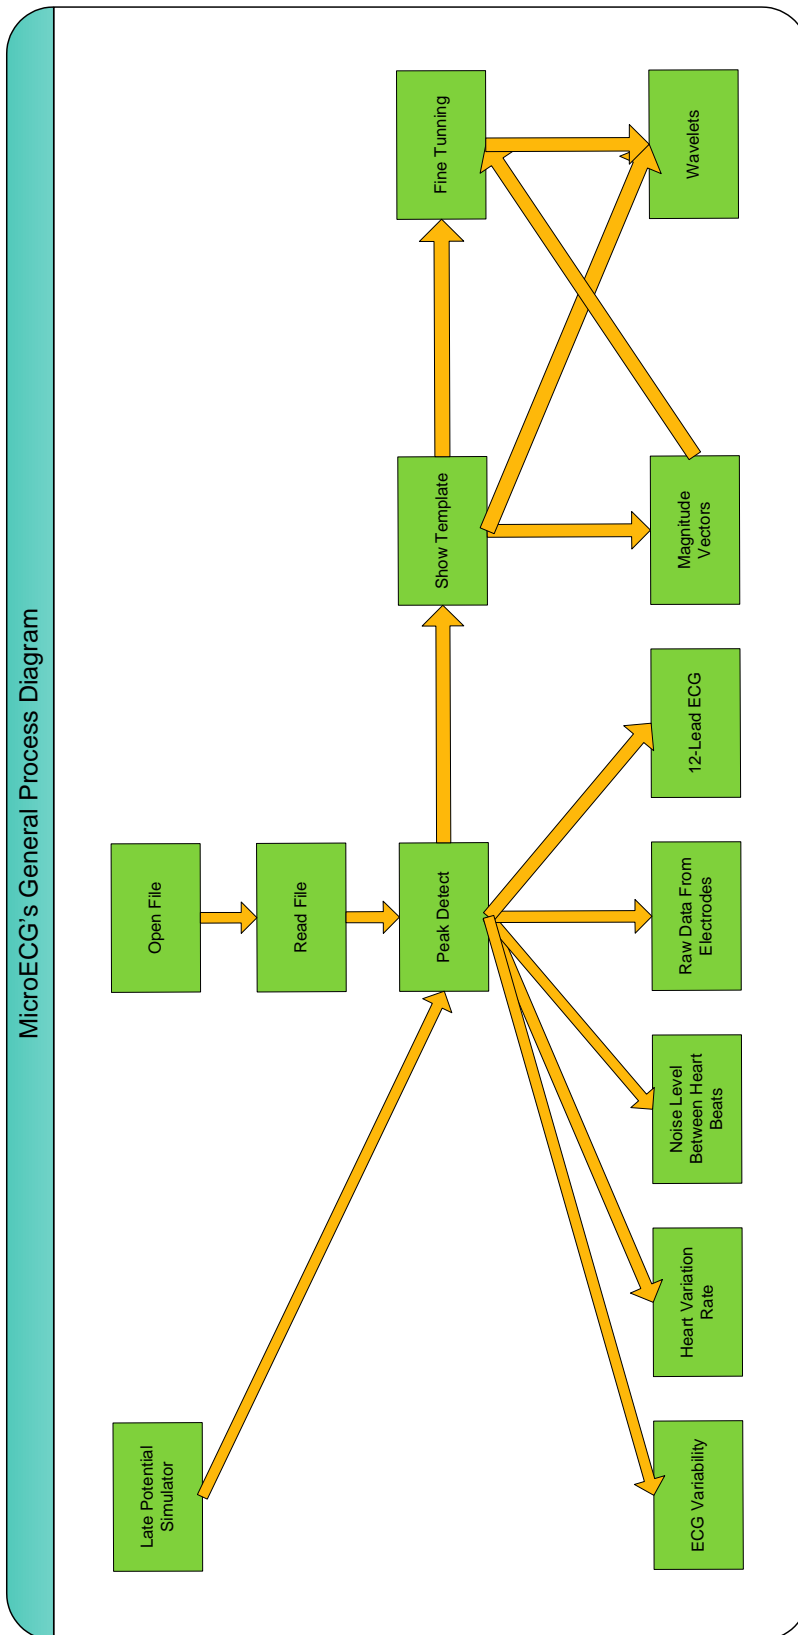 MicroECG's General Process Diagram
Late Potential
Simulator
Open File
Read File
Peak Detect
Show Template
Fine Tunning
ECG Variability
Heart Variation
Rate
Noise Level
Between Heart
Beats
Raw Data From
Electrodes
12-Lead ECG
Magnitude
Vectors
Wavelets